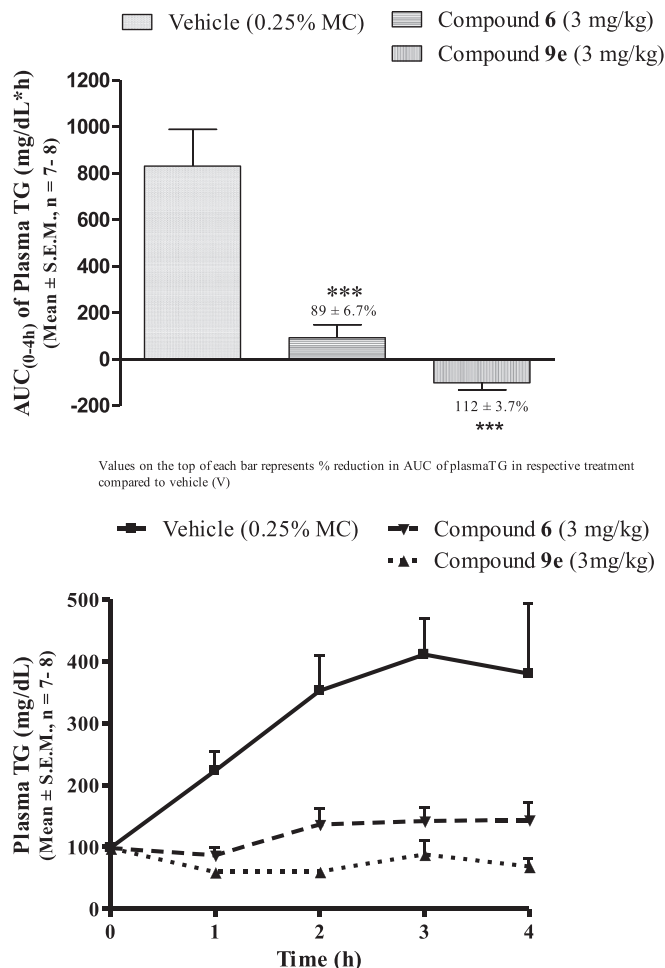 Vehicle (0.25% MC)
Compound 6 (3 mg/kg)
Compound 9e (3 mg/kg)
AUC(0-4h) of Plasma TG (mg/dL*h)
(Mean ± S.E.M., n = 7- 8)
1200
1000
800
600
400
200
0
-200
***
89 ± 6.7%
112 ± 3.7%
***
Values on the top of each bar represents % reduction in AUC of plasmaTG in respective treatment
compared to vehicle (V)
Vehicle (0.25% MC)
Compound 6 (3 mg/kg)
Compound 9e (3mg/kg)
Plasma TG (mg/dL)
(Mean ± S.E.M., n = 7- 8)
500
400
300
200
100
0
0 1 2 3 4
Time (h)